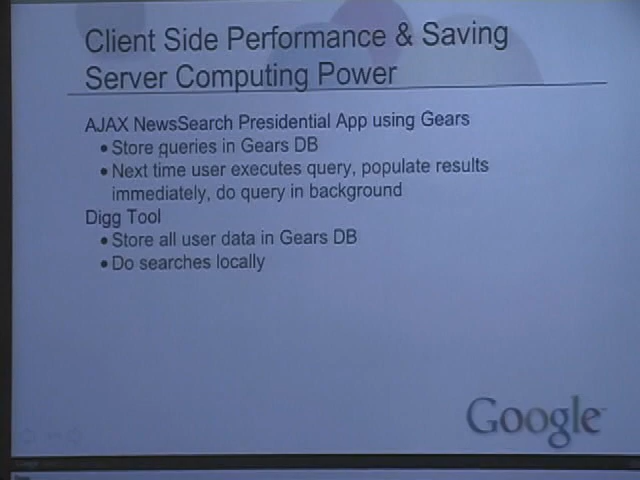 Client Side Performance & Saving
Server Computing Power
AJAX NewsSearch Presidential App using Gears
• Store queries in Gears DB
• Next time user executes query, populate results
immediately, do query in background
Digg Tool
• Store all user data in Gears DB
• Do searches locally
Google